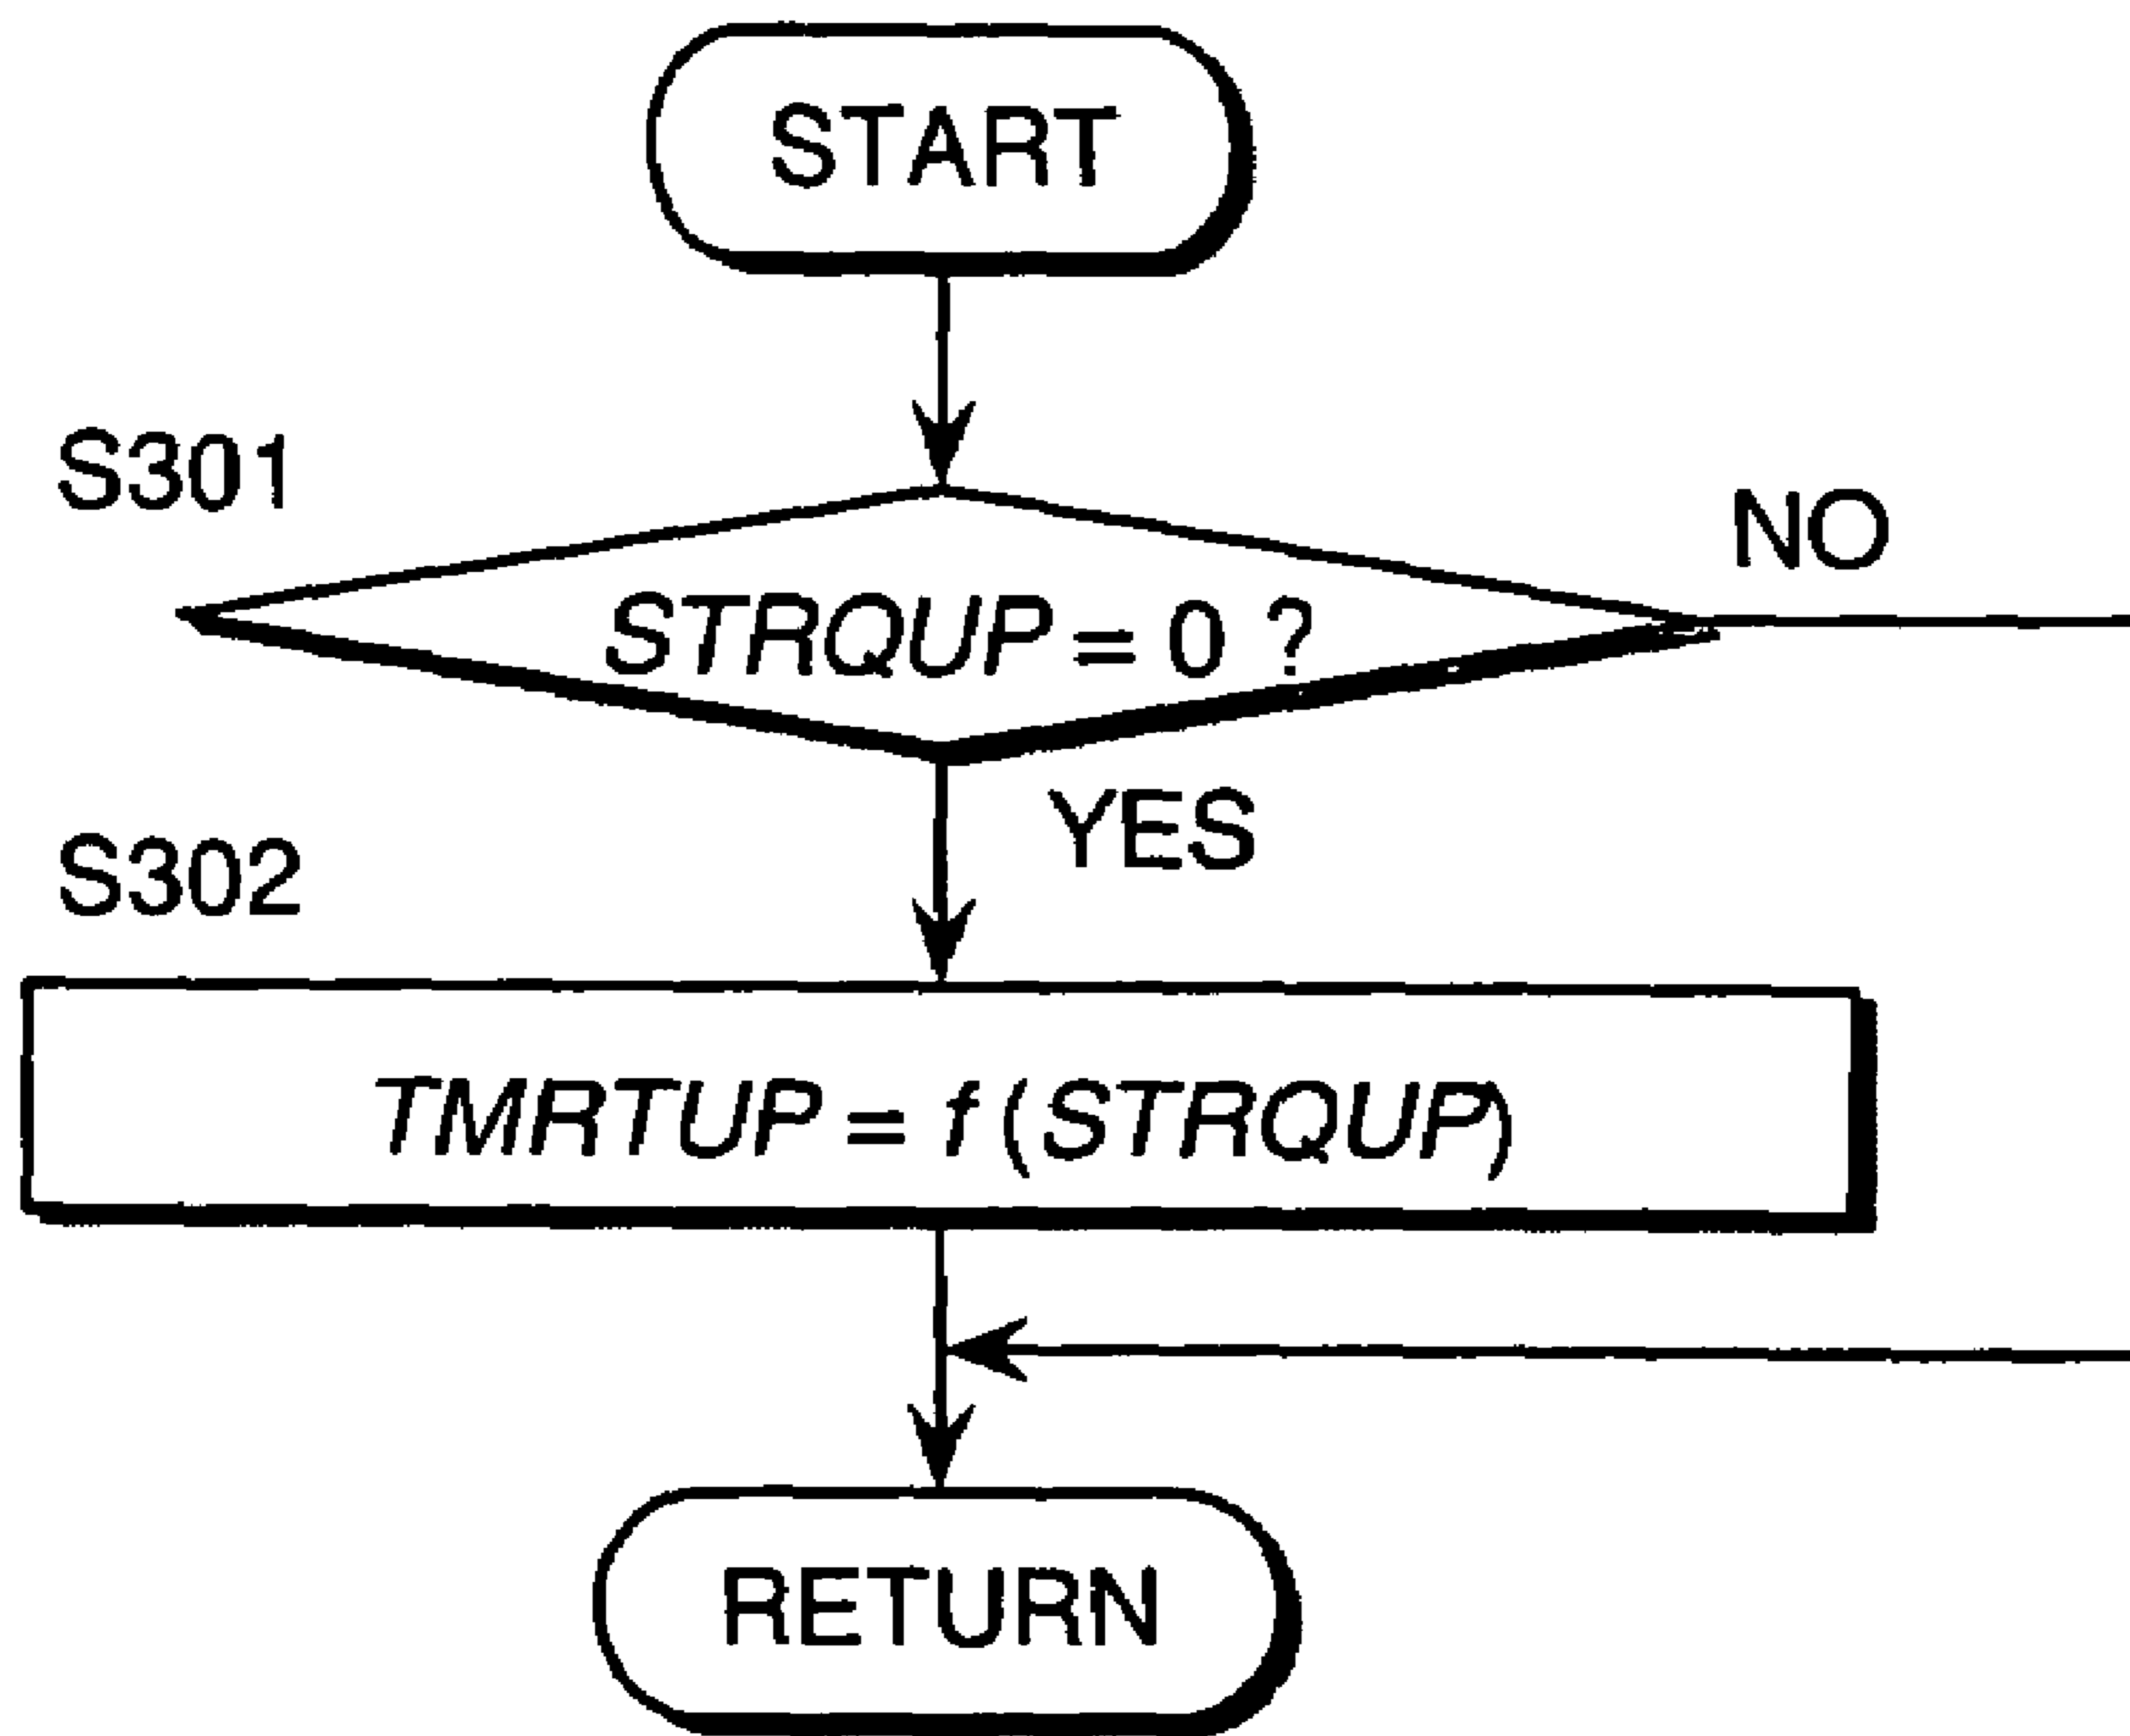 START
S301
NO
STRQUP = 0 ?
YES
S302
TMRTUP = f (STRQUP)
RETURN